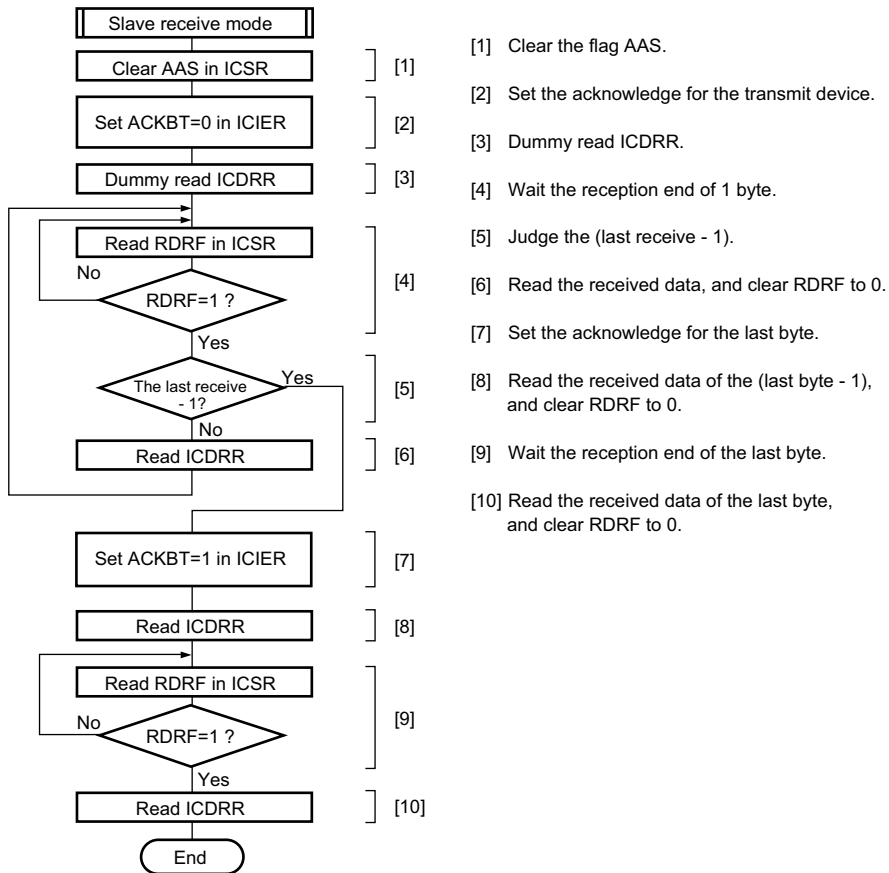 Slave receive mode
Clear AAS in ICSR
[1]
Set ACKBT=0 in ICIER
[2]
Dummy read ICDRR
[3]
Read RDRF in ICSR
No
RDRF=1 ?
[4]
Yes
The last receive
- 1?
Yes
[5]
No
Read ICDRR
[6]
Set ACKBT=1 in ICIER
[7]
Read ICDRR
[8]
Read RDRF in ICSR
No
RDRF=1 ?
[9]
Yes
Read ICDRR
[10]
End
[1] Clear the flag AAS.
[2] Set the acknowledge for the transmit device.
[3] Dummy read ICDRR.
[4] Wait the reception end of 1 byte.
[5] Judge the (last receive - 1).
[6] Read the received data, and clear RDRF to 0.
[7] Set the acknowledge for the last byte.
[8] Read the received data of the (last byte - 1),
and clear RDRF to 0.
[9] Wait the reception end of the last byte.
[10] Read the received data of the last byte,
and clear RDRF to 0.